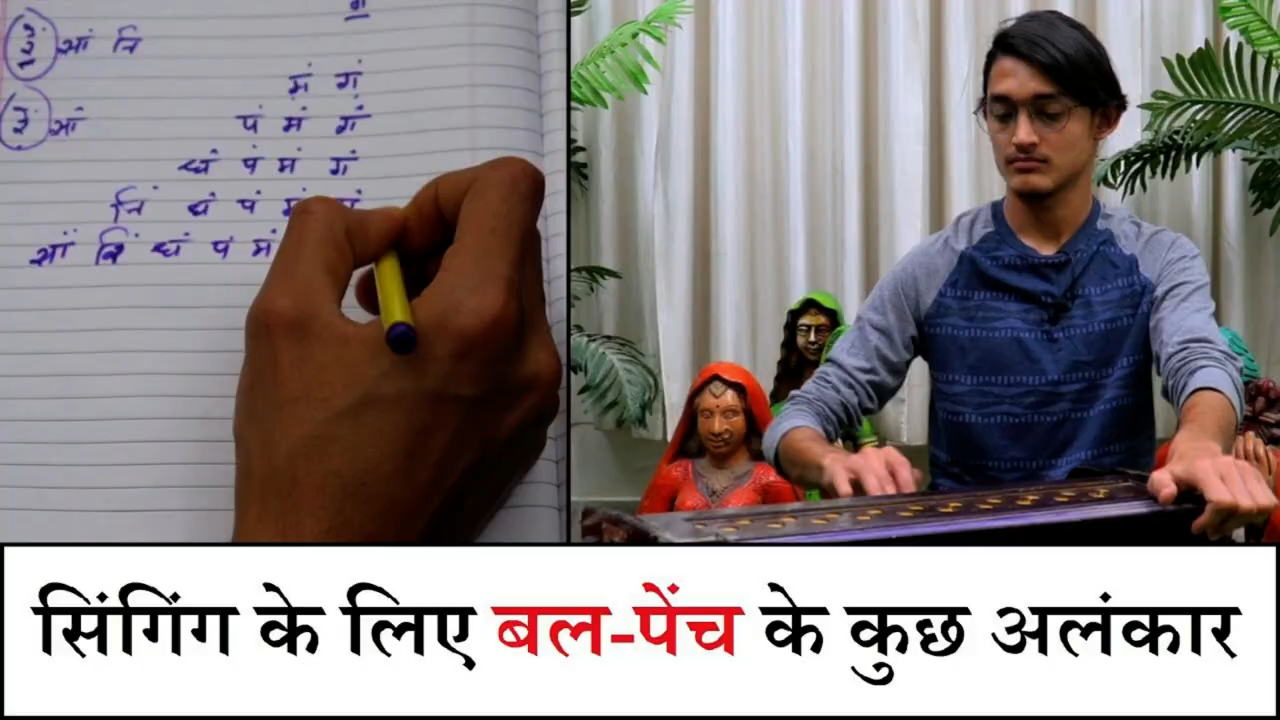 ग
रें सां नि
मं गं
रें सां पं मं गं
धं पं मं गं
निं धं पं मं गं
सां निं धं पं मं
सिंगिंग के लिए बल-पेंच के कुछ अलंकार